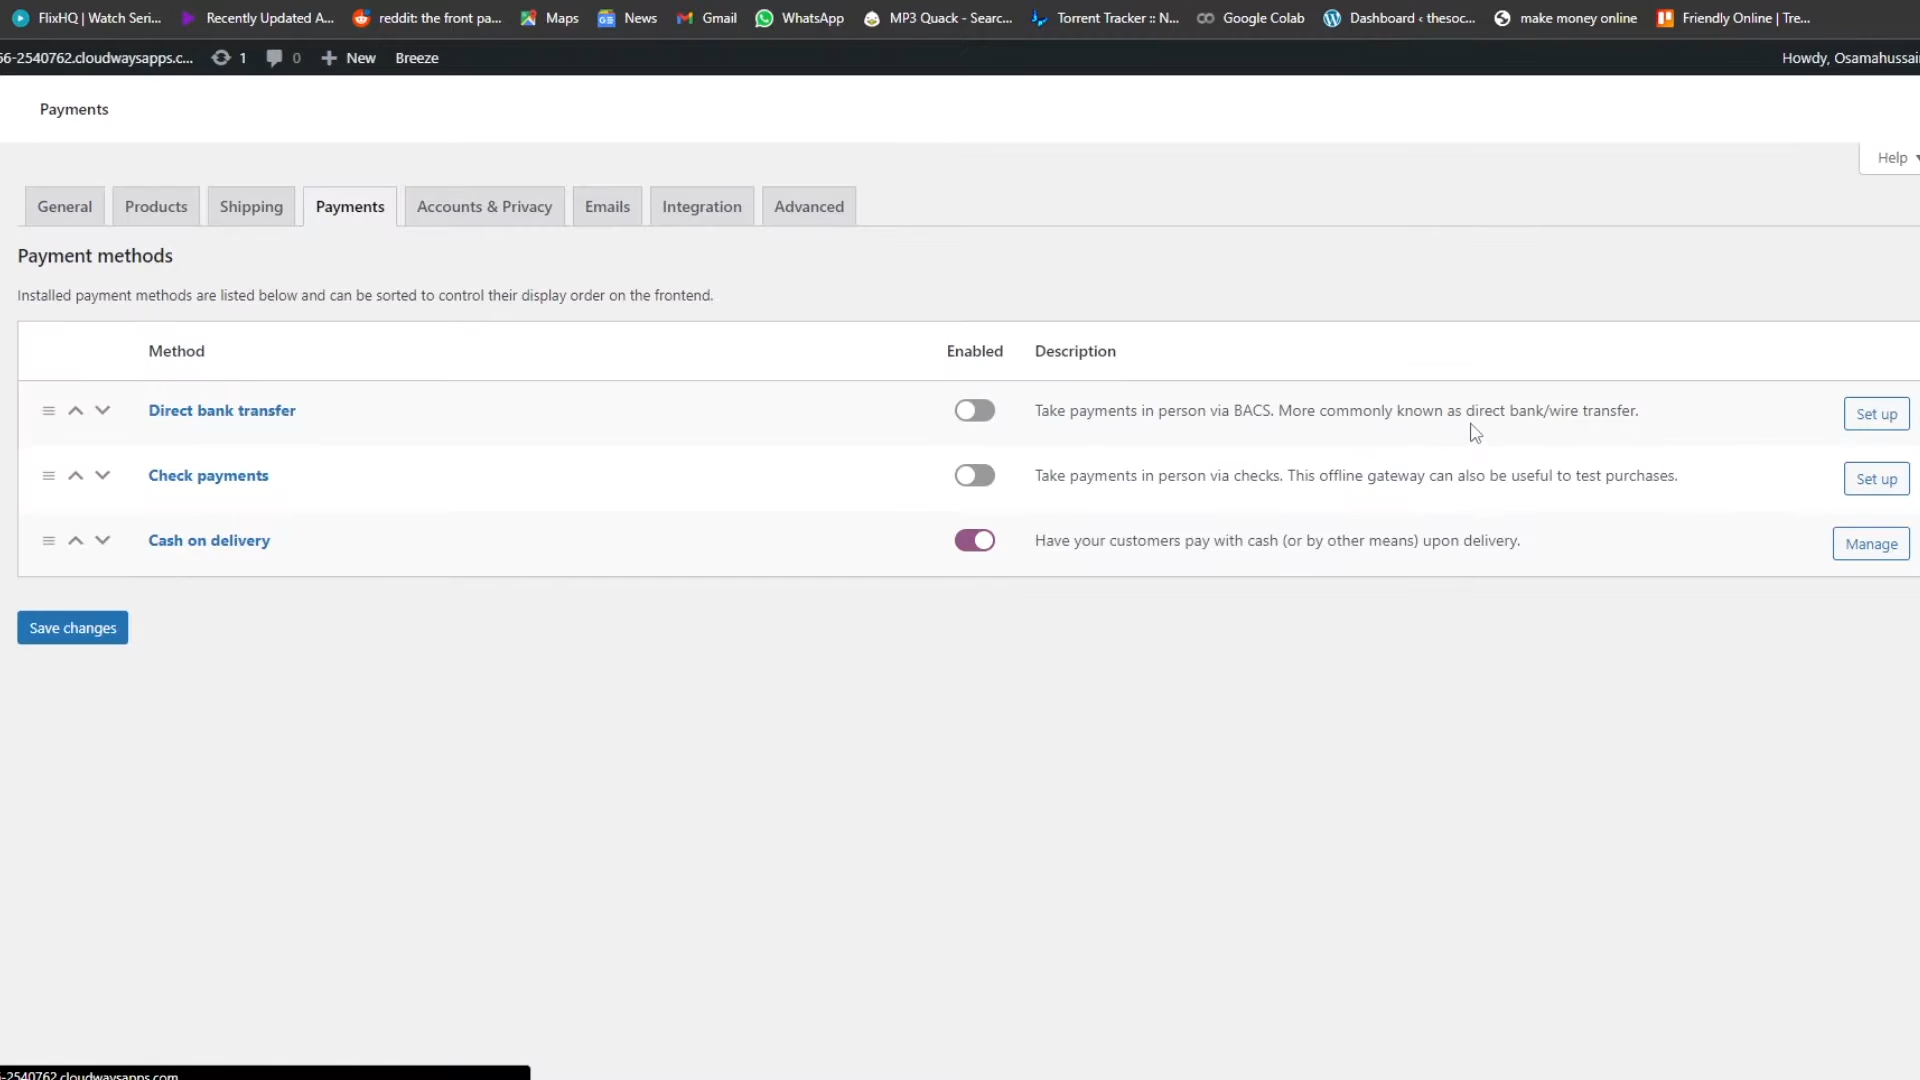 FlixHQ | Watch Seri... Recently Updated A... reddit: the front pa... Maps News Gmail WhatsApp MP3 Quack - Searc... Torrent Tracker :: N... Google Colab Dashboard ‹ thesoc... make money online Friendly Online | Tre...
66-2540762.cloudwaysapps.c... 1 0 New Breeze Howdy, Osamahussai
Payments
Help
General Products Shipping Payments Accounts & Privacy Emails Integration Advanced
Payment methods
Installed payment methods are listed below and can be sorted to control their display order on the frontend.
Method Enabled Description
Direct bank transfer Take payments in person via BACS. More commonly known as direct bank/wire transfer. Set up
Check payments Take payments in person via checks. This offline gateway can also be useful to test purchases. Set up
Cash on delivery Have your customers pay with cash (or by other means) upon delivery. Manage
Save changes
-2540762.cloudwaysapps.com